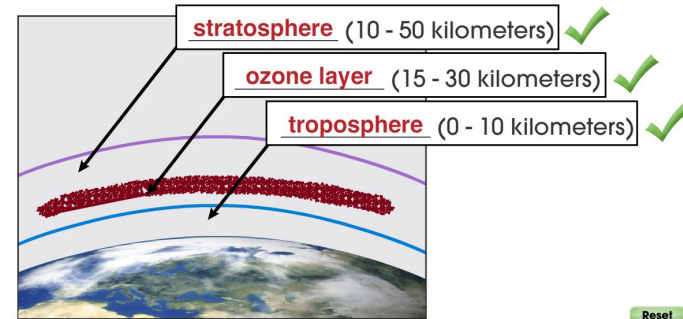 stratosphere (10 - 50 kilometers)
ozone layer (15 - 30 kilometers)
troposphere (0 - 10 kilometers)
Reset